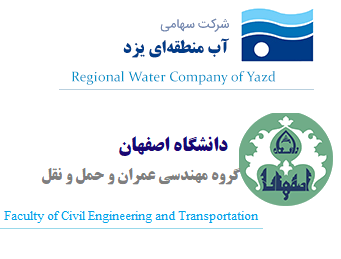 شرکت سهامی
آب منطقه‌ای یزد
Regional Water Company of Yazd
دانشگاه اصفهان
گروه مهندسی عمران و حمل و نقل
Faculty of Civil Engineering and Transportation